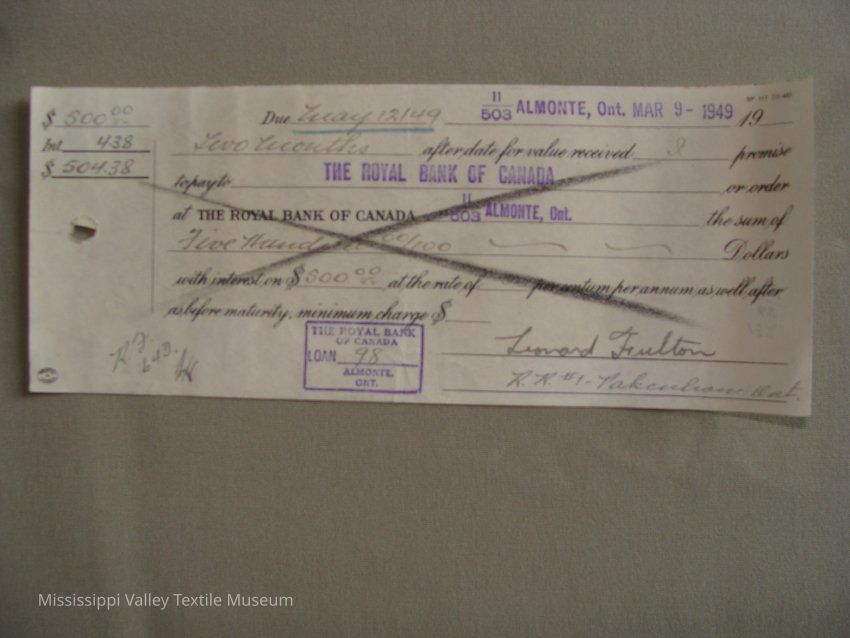 $ 500 00
Due May 12/49
11/503 ALMONTE, Ont. MAR 9 - 1949 19
Int 4.38
Two Months after date for value received I promise
$ 504.38
to pay to THE ROYAL BANK OF CANADA or order
at THE ROYAL BANK OF CANADA 11/503 ALMONTE, Ont. the sum of
Five Hundred 00/100 Dollars
with interest on $ 500 00 at the rate of per centum per annum as well after
as before maturity, minimum charge $
THE ROYAL BANK
OF CANADA
LOAN 98
ALMONTE,
ONT.
Leonard Fulton
R.R. #1 - Pakenham Ont.
Mississippi Valley Textile Museum